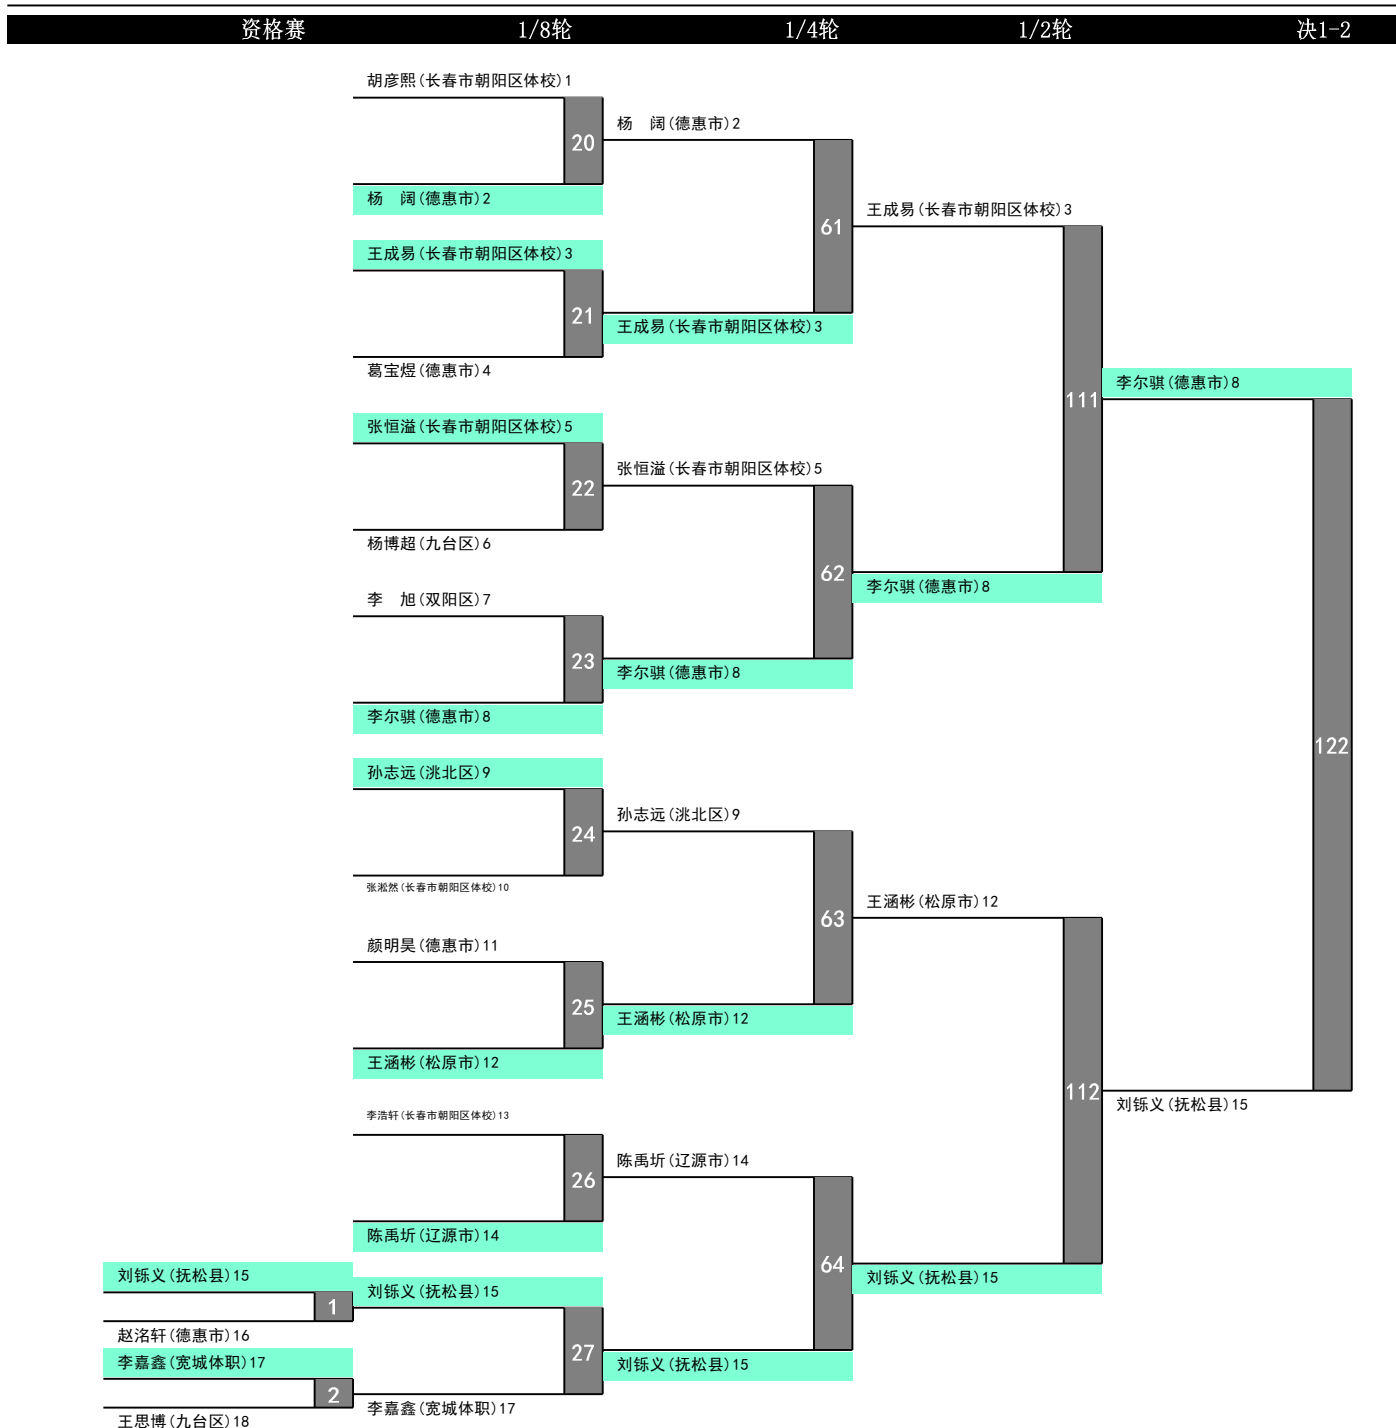 资格赛 1/8轮 1/4轮 1/2轮 决1-2
胡彦熙(长春市朝阳区体校)1
杨　阔(德惠市)2
20
杨　阔(德惠市)2
王成易(长春市朝阳区体校)3
61
王成易(长春市朝阳区体校)3
21
王成易(长春市朝阳区体校)3
葛宝煜(德惠市)4
李尔骐(德惠市)8
111
张恒溢(长春市朝阳区体校)5
张恒溢(长春市朝阳区体校)5
22
杨博超(九台区)6
62
李尔骐(德惠市)8
李　旭(双阳区)7
23
李尔骐(德惠市)8
李尔骐(德惠市)8
122
孙志远(洮北区)9
孙志远(洮北区)9
24
张淞然(长春市朝阳区体校)10
王涵彬(松原市)12
63
颜明昊(德惠市)11
25
王涵彬(松原市)12
王涵彬(松原市)12
112
刘铄义(抚松县)15
李浩轩(长春市朝阳区体校)13
陈禹圻(辽源市)14
26
陈禹圻(辽源市)14
64
刘铄义(抚松县)15
刘铄义(抚松县)15
刘铄义(抚松县)15
1
赵洺轩(德惠市)16
27
刘铄义(抚松县)15
李嘉鑫(宽城体职)17
2
李嘉鑫(宽城体职)17
王思博(九台区)18